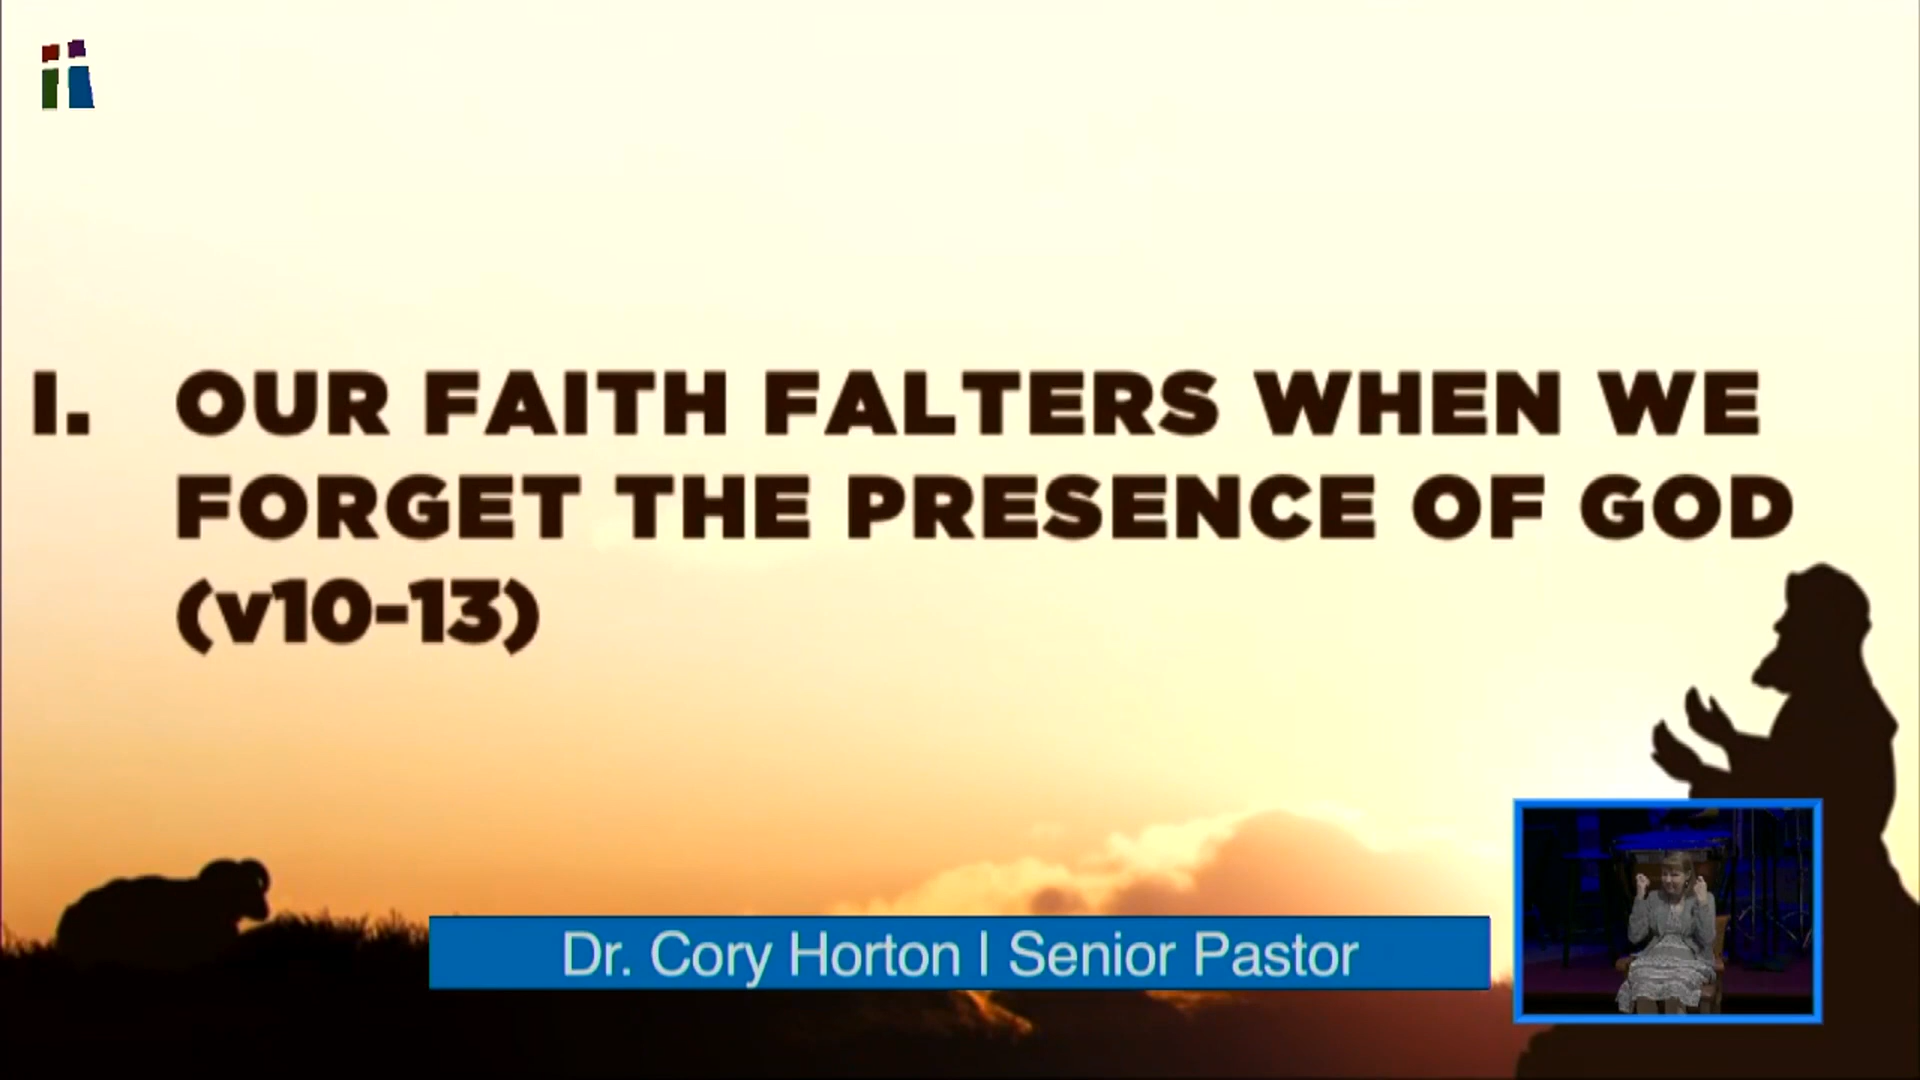 I. OUR FAITH FALTERS WHEN WE
FORGET THE PRESENCE OF GOD
(v10-13)
Dr. Cory Horton | Senior Pastor